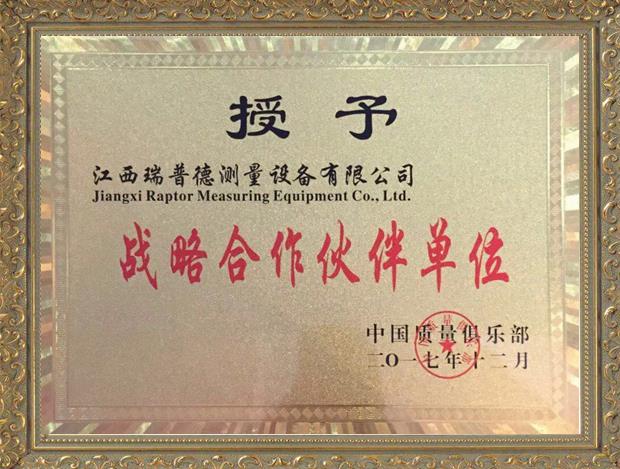 授予
江西瑞普德测量设备有限公司
Jiangxi Raptor Measuring Equipment Co., Ltd.
战略合作伙伴单位
中国质量俱乐部
二〇一七年十二月